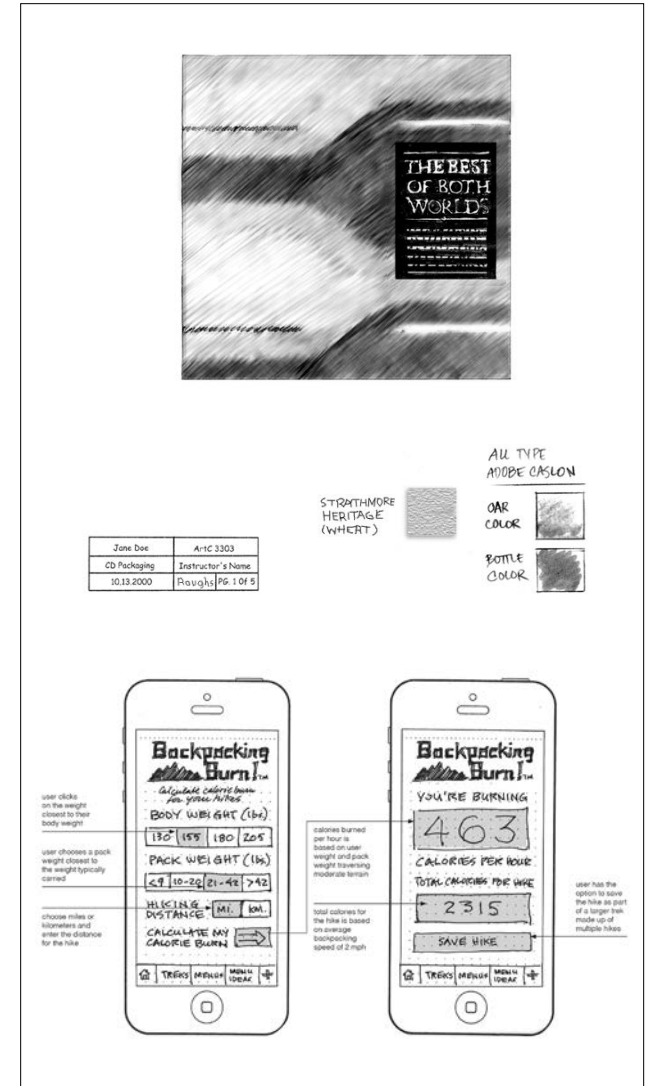 THE BEST
OF BOTH
WORLDS
ALL TYPE
ADOBE CASLON
STRATHMORE
HERITAGE
(WHEAT)
OAR
COLOR
BOTTLE
COLOR
Jane Doe ArtC 3303
CD Packaging Instructor's Name
10.13.2000 Roughs PG. 1 Of 5
Backpacking
Burn!™
Calculate calorie burn
for your hikes
BODY WEIGHT (lbs)
130 155 180 205
PACK WEIGHT (lbs)
<9 10-20 21-42 >42
HIKING
DISTANCE MI. KM.
CALCULATE MY
CALORIE BURN
TREKS MENUS MENU
IDEAS
user clicks
on the weight
closest to their
body weight
user chooses a pack
weight closest to
the weight typically
carried
choose miles or
kilometers and
enter the distance
for the hike
calories burned
per hour is
based on user
weight and pack
weight traversing
moderate terrain
total calories for
the hike is based
on average
backpacking
speed of 2 mph
Backpacking
Burn!™
YOU'RE BURNING
463
CALORIES PER HOUR
TOTAL CALORIES FOR HIKE
2315
SAVE HIKE
TREKS MENUS MENU
IDEAS
user has the
option to save
the hike as part
of a larger trek
made up of
multiple hikes